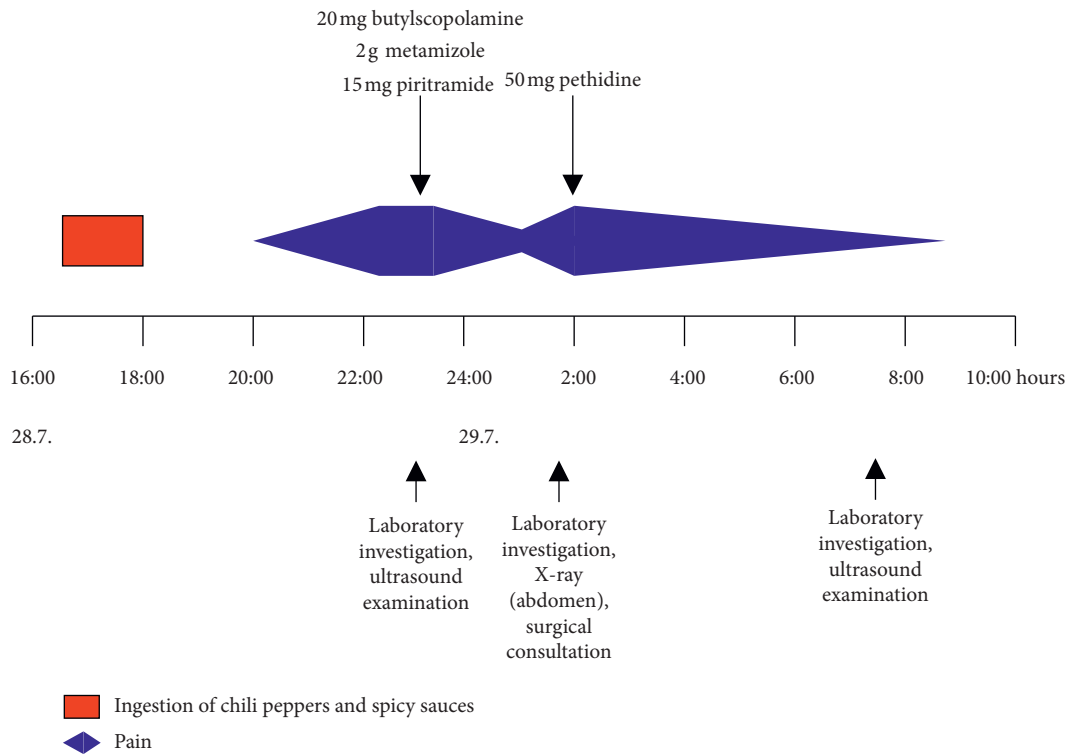 20 mg butylscopolamine
2 g metamizole
15 mg piritramide
50 mg pethidine
16:00
18:00
20:00
22:00
24:00
2:00
4:00
6:00
8:00
10:00 hours
28.7.
29.7.
Laboratory
investigation,
ultrasound
examination
Laboratory
investigation,
X-ray
(abdomen),
surgical
consultation
Laboratory
investigation,
ultrasound
examination
Ingestion of chili peppers and spicy sauces
Pain